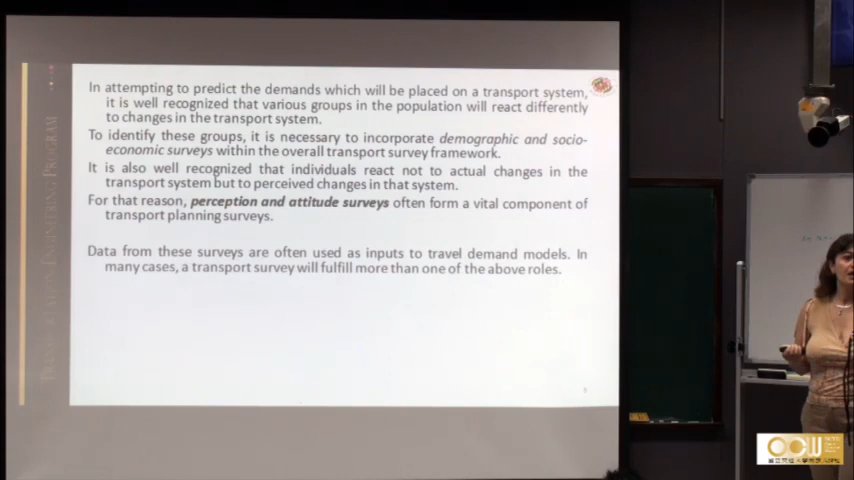 In attempting to predict the demands which will be placed on a transport system,
it is well recognized that various groups in the population will react differently
to changes in the transport system.
To identify these groups, it is necessary to incorporate demographic and socio-
economic surveys within the overall transport survey framework.
It is also well recognized that individuals react not to actual changes in the
transport system but to perceived changes in that system.
For that reason, perception and attitude surveys often form a vital component of
transport planning surveys.
Data from these surveys are often used as inputs to travel demand models. In
many cases, a transport survey will fulfill more than one of the above roles.
TRANSPORTATION ENGINEERING PROGRAM
OCW